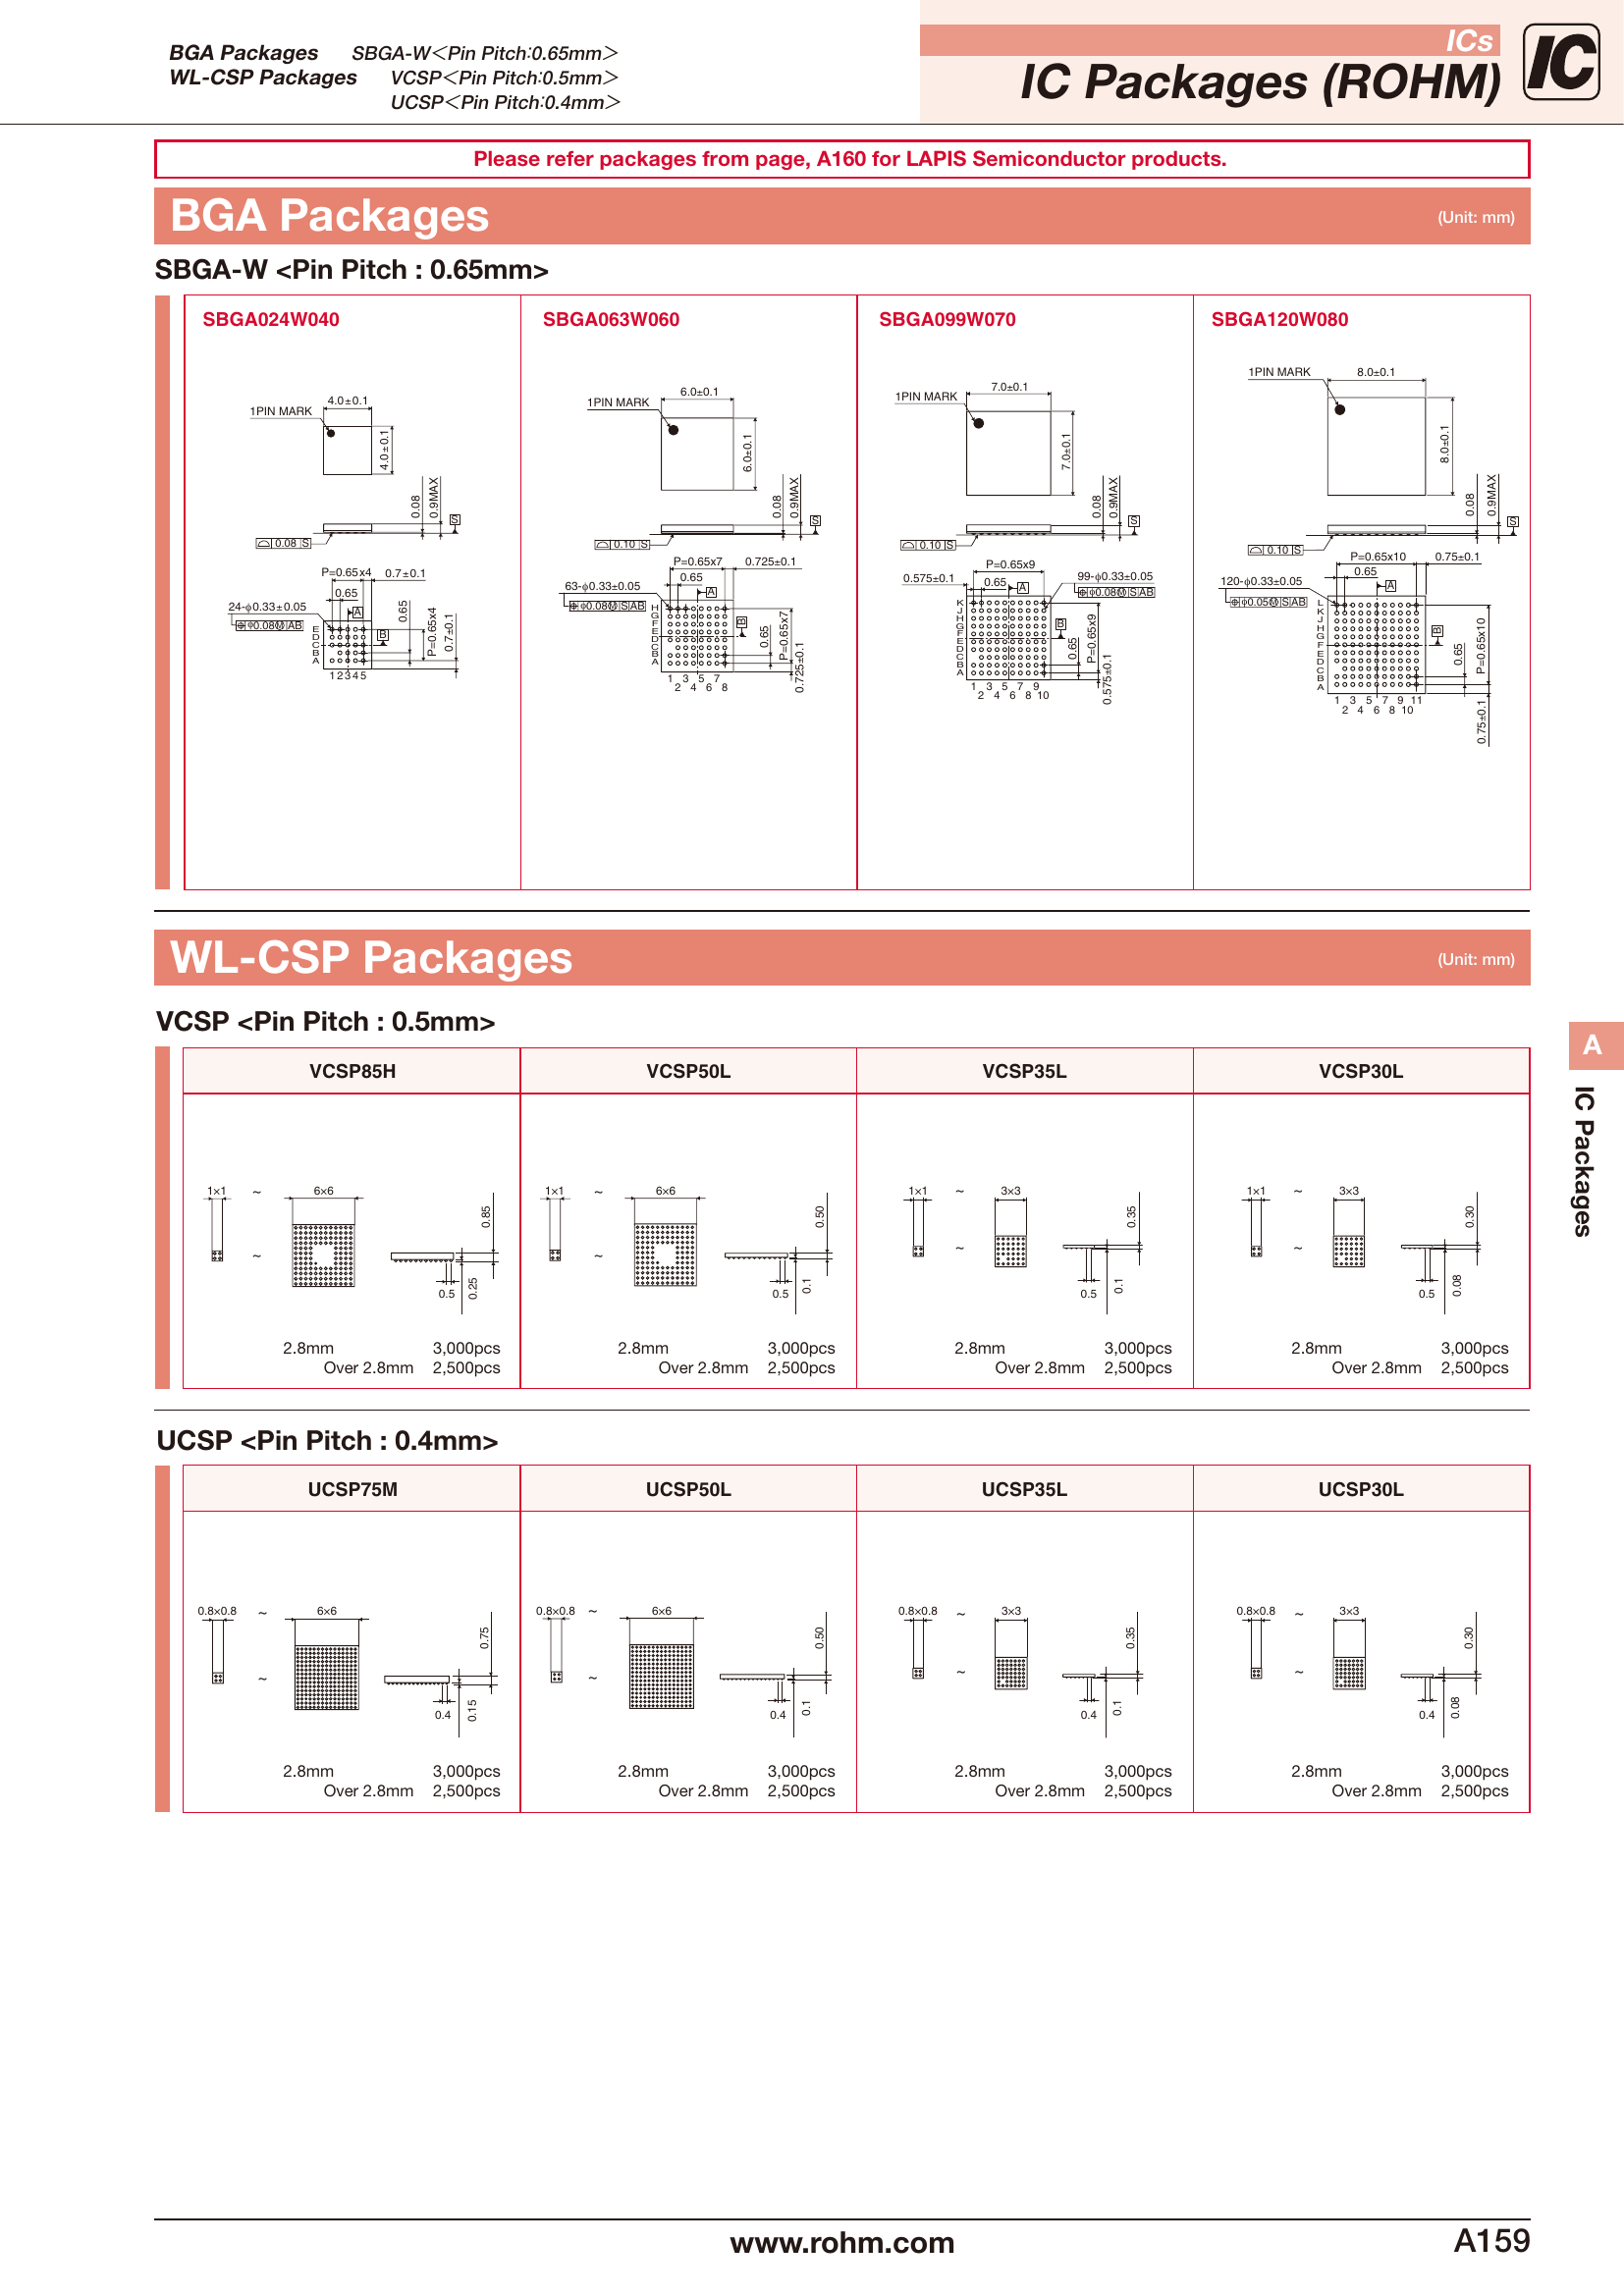 BGA Packages SBGA-W<Pin Pitch:0.65mm>
WL-CSP Packages VCSP<Pin Pitch:0.5mm>
UCSP<Pin Pitch:0.4mm>
ICs
IC Packages (ROHM)
IC
Please refer packages from page, A160 for LAPIS Semiconductor products.
BGA Packages (Unit: mm)
SBGA-W <Pin Pitch : 0.65mm>
SBGA024W040
1PIN MARK
4.0±0.1
4.0±0.1
0.08
0.9MAX
S
0.08 S
P=0.65x4 0.7±0.1
0.65
24-φ0.33±0.05
φ0.08Ⓜ AB
A
B
0.65
P=0.65x4
0.7±0.1
E
D
C
B
A
1 2 3 4 5
SBGA063W060
1PIN MARK
6.0±0.1
6.0±0.1
0.08
0.9MAX
S
0.10 S
P=0.65x7 0.725±0.1
0.65
63-φ0.33±0.05
φ0.08Ⓜ S AB
A
B
0.65
P=0.65x7
0.725±0.1
H
G
F
E
D
C
B
A
1 3 5 7
2 4 6 8
SBGA099W070
1PIN MARK
7.0±0.1
7.0±0.1
0.08
0.9MAX
S
0.10 S
P=0.65x9
0.575±0.1
0.65
99-φ0.33±0.05
φ0.08Ⓜ S AB
A
B
0.65
P=0.65x9
0.575±0.1
K
J
H
G
F
E
D
C
B
A
1 3 5 7 9
2 4 6 8 10
SBGA120W080
1PIN MARK
8.0±0.1
8.0±0.1
0.08
0.9MAX
S
0.10 S
P=0.65x10 0.75±0.1
0.65
120-φ0.33±0.05
φ0.05Ⓜ S AB
A
B
0.65
P=0.65x10
0.75±0.1
L
K
J
H
G
F
E
D
C
B
A
1 3 5 7 9 11
2 4 6 8 10
WL-CSP Packages (Unit: mm)
VCSP <Pin Pitch : 0.5mm>
VCSP85H VCSP50L VCSP35L VCSP30L
1×1 ~ 6×6
~
0.85
0.5
0.25
2.8mm 3,000pcs
Over 2.8mm 2,500pcs
1×1 ~ 6×6
~
0.50
0.5
0.1
2.8mm 3,000pcs
Over 2.8mm 2,500pcs
1×1 ~ 3×3
~
0.35
0.5
0.1
2.8mm 3,000pcs
Over 2.8mm 2,500pcs
1×1 ~ 3×3
~
0.30
0.5
0.08
2.8mm 3,000pcs
Over 2.8mm 2,500pcs
A
IC Packages
UCSP <Pin Pitch : 0.4mm>
UCSP75M UCSP50L UCSP35L UCSP30L
0.8×0.8 ~ 6×6
~
0.75
0.4
0.15
2.8mm 3,000pcs
Over 2.8mm 2,500pcs
0.8×0.8 ~ 6×6
~
0.50
0.4
0.1
2.8mm 3,000pcs
Over 2.8mm 2,500pcs
0.8×0.8 ~ 3×3
~
0.35
0.4
0.1
2.8mm 3,000pcs
Over 2.8mm 2,500pcs
0.8×0.8 ~ 3×3
~
0.30
0.4
0.08
2.8mm 3,000pcs
Over 2.8mm 2,500pcs
www.rohm.com
A159